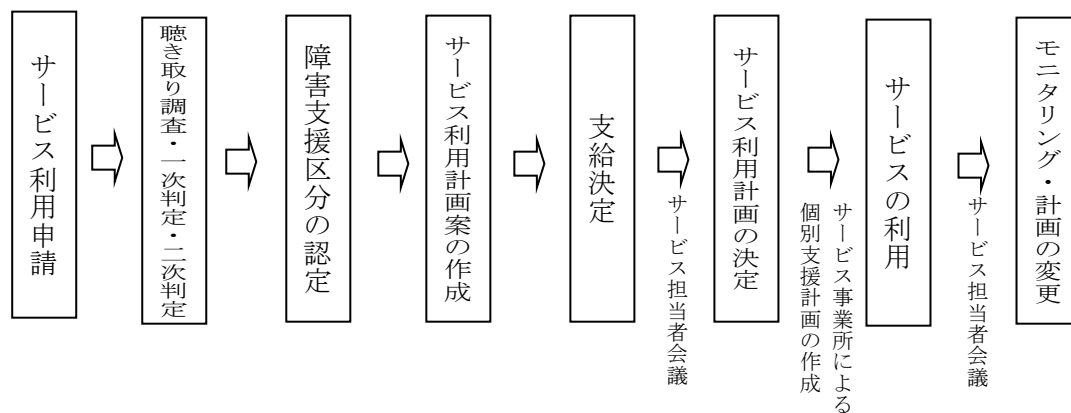 サービス利用申請
聴き取り調査・一次判定・二次判定
障害支援区分の認定
サービス利用計画案の作成
支給決定
サービス担当者会議
サービス利用計画の決定
サービス事業所による
個別支援計画の作成
サービスの利用
サービス担当者会議
モニタリング・計画の変更